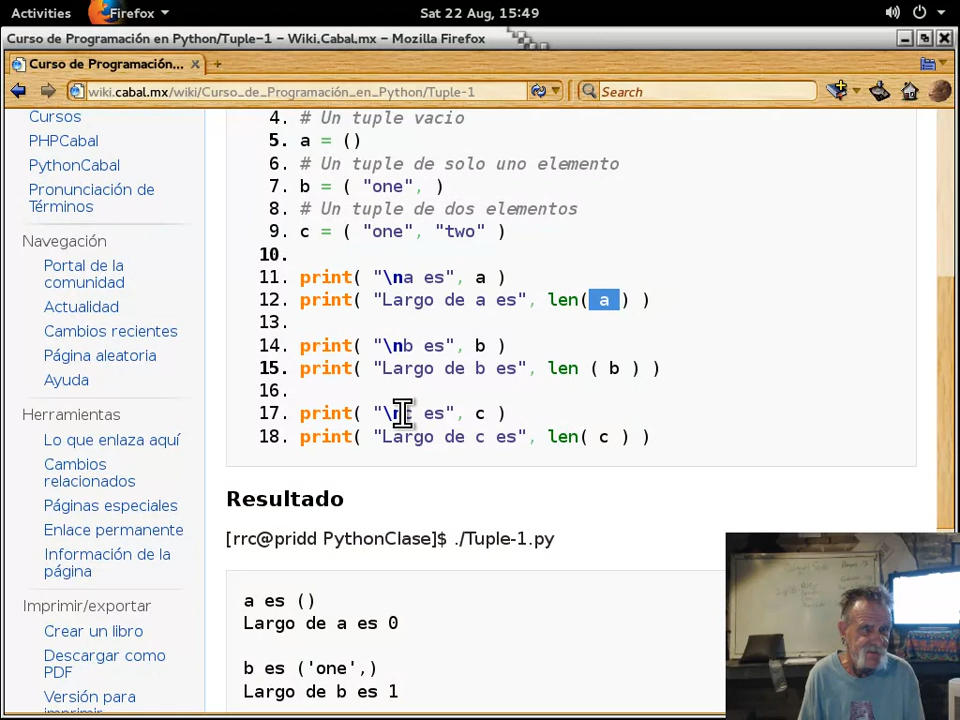 Activities
Firefox
Sat 22 Aug, 15:49
Curso de Programación en Python/Tuple-1 – Wiki.Cabal.mx – Mozilla Firefox
Curso de Programación...
wiki.cabal.mx/wiki/Curso_de_Programación_en_Python/Tuple-1
Search
Cursos
PHPCabal
PythonCabal
Pronunciación de
Términos
Navegación
Portal de la
comunidad
Actualidad
Cambios recientes
Página aleatoria
Ayuda
Herramientas
Lo que enlaza aquí
Cambios
relacionados
Páginas especiales
Enlace permanente
Información de la
página
Imprimir/exportar
Crear un libro
Descargar como
PDF
Versión para
4. # Un tuple vacio
5. a = ()
6. # Un tuple de solo uno elemento
7. b = ( "one", )
8. # Un tuple de dos elementos
9. c = ( "one", "two" )
10.
11. print( "\na es", a )
12. print( "Largo de a es", len( a ) )
13.
14. print( "\nb es", b )
15. print( "Largo de b es", len ( b ) )
16.
17. print( "\nc es", c )
18. print( "Largo de c es", len( c ) )
Resultado
[rrc@pridd PythonClase]$ ./Tuple-1.py
a es ()
Largo de a es 0
b es ('one',)
Largo de b es 1